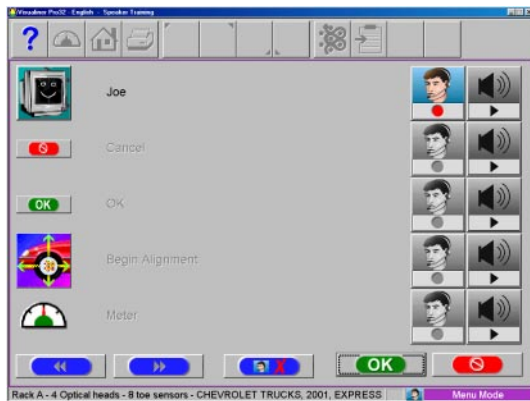 Visualiner Pro32 - English - Speaker Training
?
Joe
Cancel
OK
OK
Begin Alignment
Meter
OK
Rack A - 4 Optical heads - 8 toe sensors - CHEVROLET TRUCKS, 2001, EXPRESS
Menu Mode